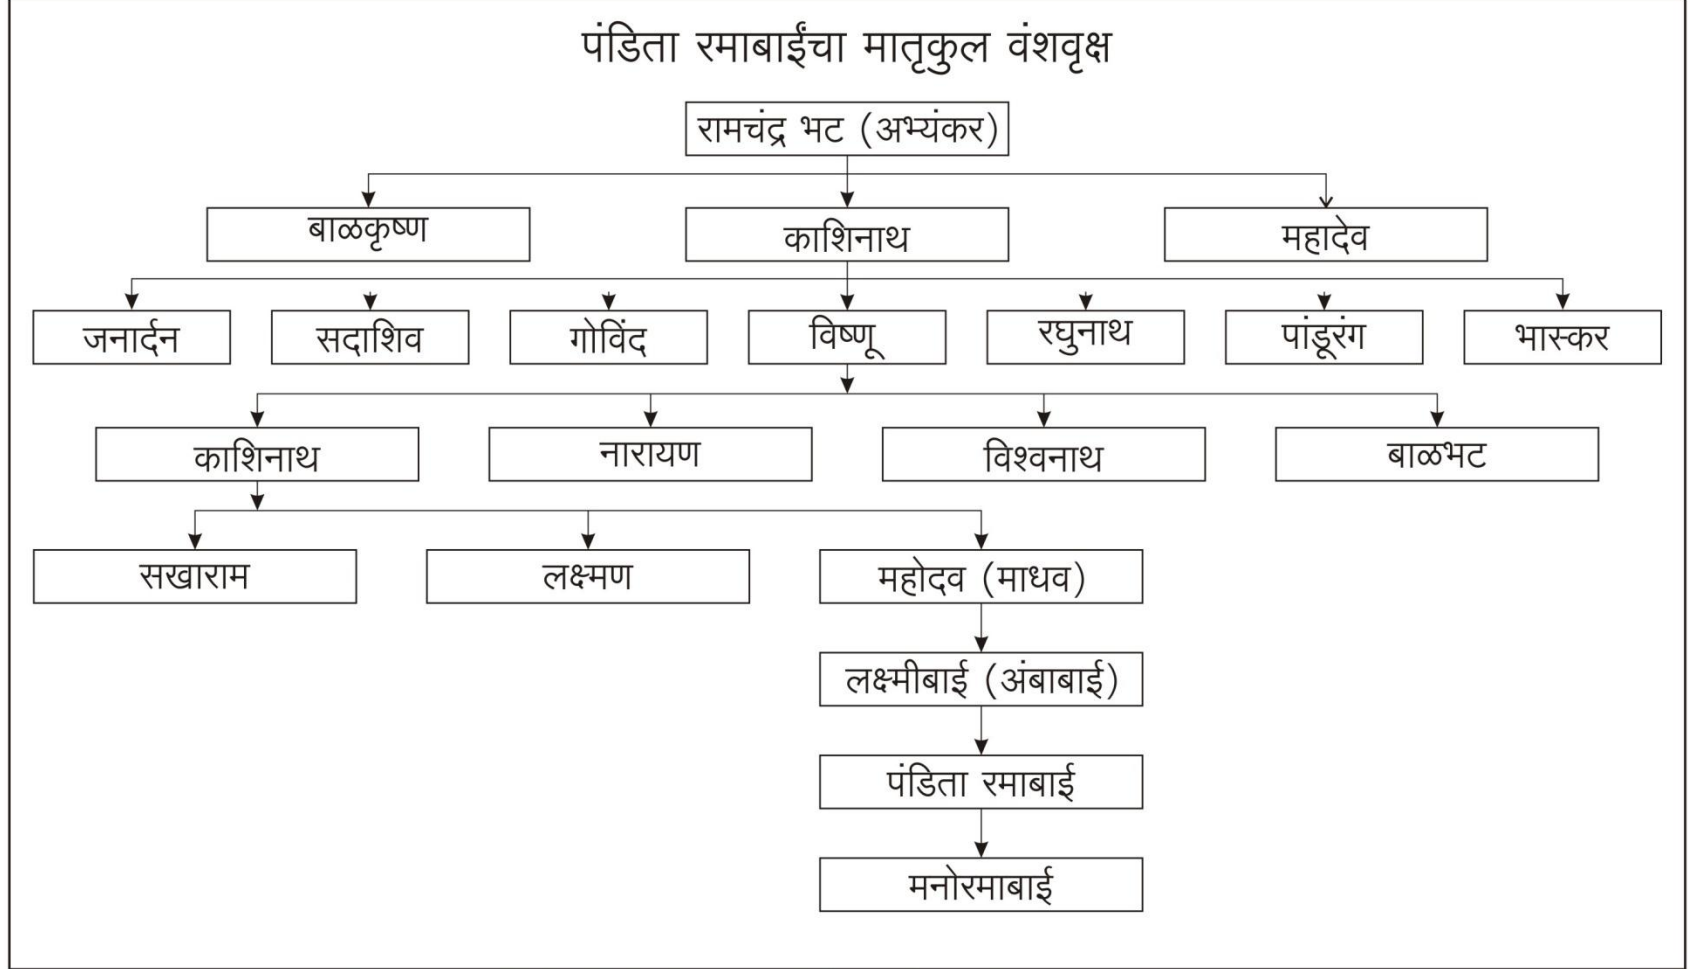 पंडिता रमाबाईंचा मातृकुल वंशवृक्ष
रामचंद्र भट (अभ्यंकर)
बाळकृष्ण
काशिनाथ
महादेव
जनार्दन
सदाशिव
गोविंद
विष्णू
रघुनाथ
पांडूरंग
भास्कर
काशिनाथ
नारायण
विश्वनाथ
बाळभट
सखाराम
लक्ष्मण
महोदव (माधव)
लक्ष्मीबाई (अंबाबाई)
पंडिता रमाबाई
मनोरमाबाई